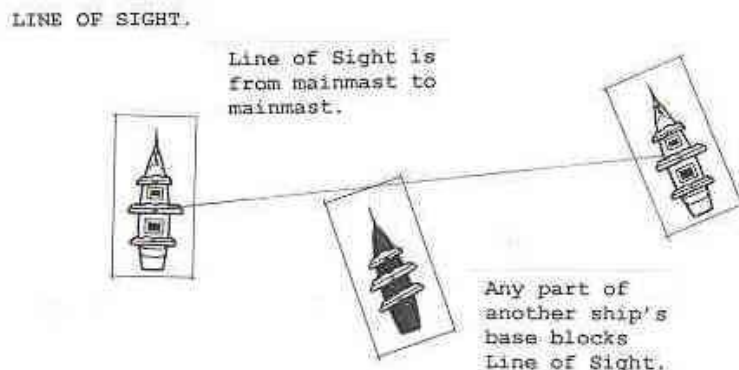 LINE OF SIGHT.
Line of Sight is
from mainmast to
mainmast.
Any part of
another ship's
base blocks
Line of Sight.